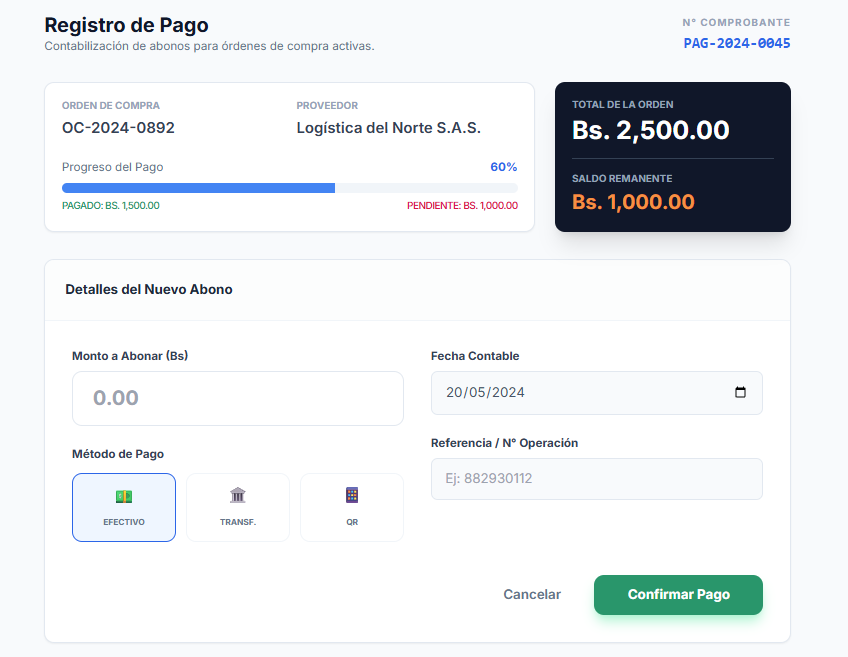 Registro de Pago
Contabilización de abonos para órdenes de compra activas.
N° COMPROBANTE
PAG-2024-0045
ORDEN DE COMPRA
OC-2024-0892
PROVEEDOR
Logística del Norte S.A.S.
Progreso del Pago
60%
PAGADO: BS. 1,500.00
PENDIENTE: BS. 1,000.00
TOTAL DE LA ORDEN
Bs. 2,500.00
SALDO REMANENTE
Bs. 1,000.00
Detalles del Nuevo Abono
Monto a Abonar (Bs)
0.00
Fecha Contable
20/05/2024
Método de Pago
EFECTIVO
TRANSF.
QR
Referencia / N° Operación
Ej: 882930112
Cancelar
Confirmar Pago